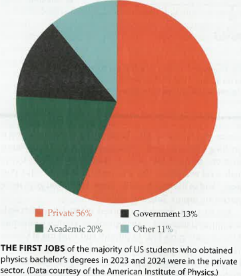 Private 56% Government 13%
Academic 20% Other 11%
THE FIRST JOBS of the majority of US students who obtained
physics bachelor's degrees in 2023 and 2024 were in the private
sector. (Data courtesy of the American Institute of Physics.)